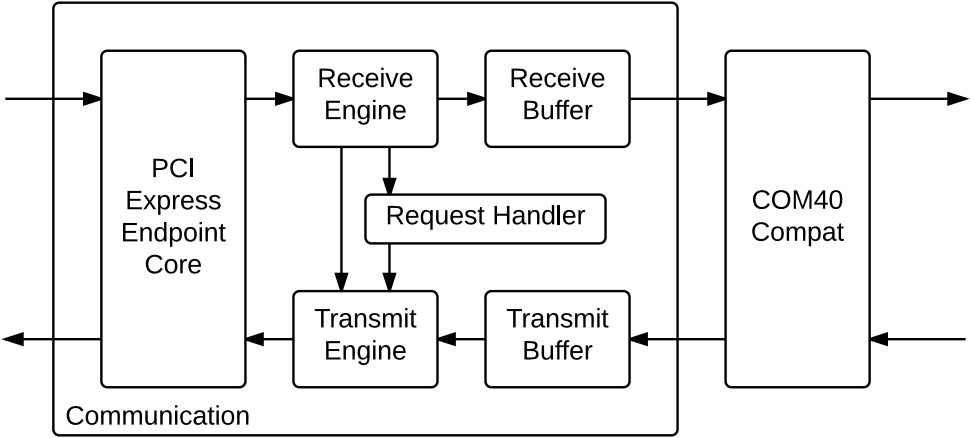 PCI
Express
Endpoint
Core
Receive
Engine
Receive
Buffer
Request Handler
Transmit
Engine
Transmit
Buffer
COM40
Compat
Communication